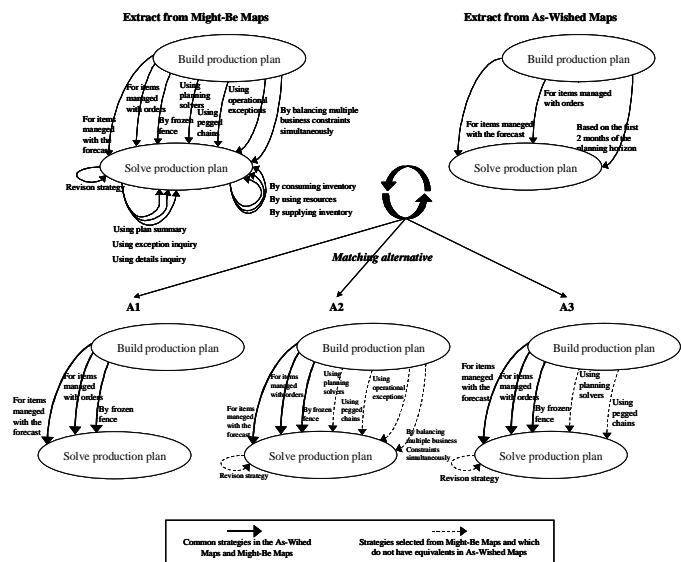 Extract from Might-Be Maps
Extract from As-Wished Maps
Build production plan
For items
managed
with orders
Using
planning
solvers
Using
operational
exceptions
By balancing multiple
business constraints
simultaneously
For items
maneged
with the
forecast
By frozen
fence
Using
pegged
chains
Solve production plan
Revison strategy
By consuming inventory
By using resources
By supplying inventory
Using plan summary
Using exception inquiry
Using details inquiry
Build production plan
For items managed
with orders
For items managed
with the forecast
Based on the first
2 months of the
planning horizon
Solve production plan
Matching alternative
A1
A2
A3
Build production plan
For items
maneged
with the
forecast
For items
managed
with orders
By frozen
fence
Solve production plan
Build production plan
For items
maneged
with the
forecast
For items
managed
with orders
By frozen
fence
Using
planning
solvers
Using
pegged
chains
Using
operational
exceptions
By balancing
multiple business
Constraints
simultaneously
Solve production plan
Revison strategy
Build production plan
For items
maneged
with the
forecast
For items
managed
with orders
By frozen
fence
Using
planning
solvers
Using
pegged
chains
Solve production plan
Revison strategy
Common strategies in the As-Wihed
Maps and Might-Be Maps
Strategies selected from Might-Be Maps and which
do not have equivalents in As-Wished Maps